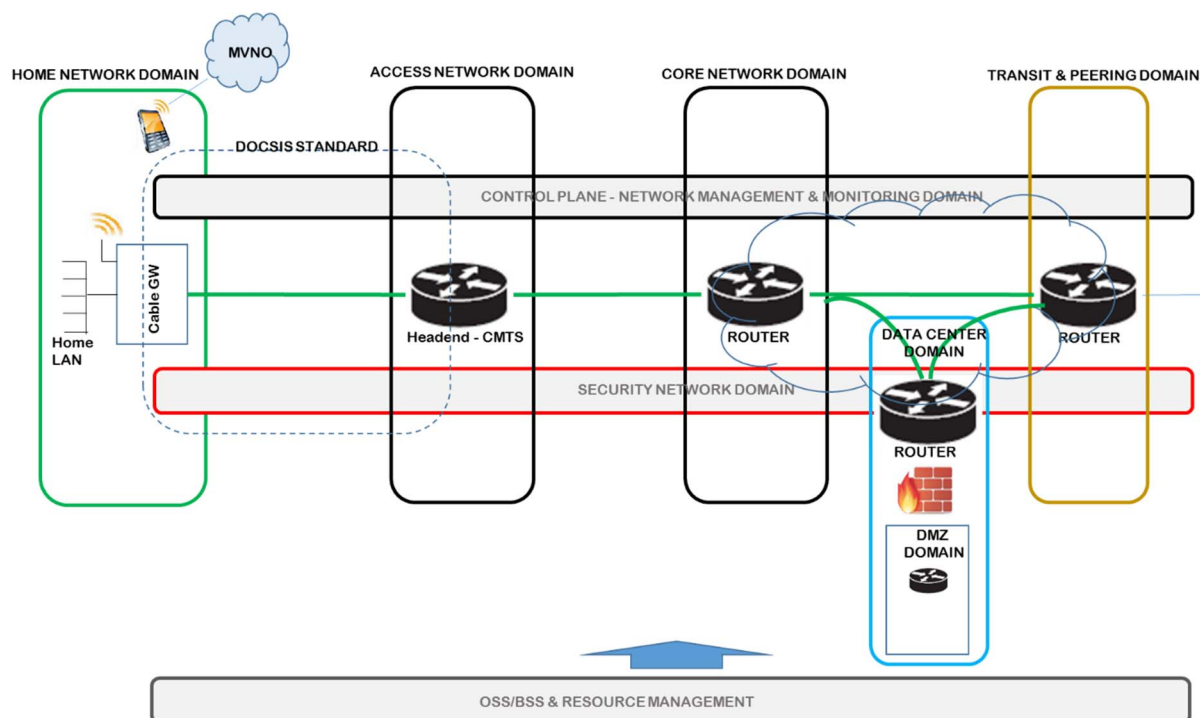 MVNO
HOME NETWORK DOMAIN
ACCESS NETWORK DOMAIN
CORE NETWORK DOMAIN
TRANSIT & PEERING DOMAIN
DOCSIS STANDARD
CONTROL PLANE - NETWORK MANAGEMENT & MONITORING DOMAIN
Cable GW
Home
LAN
Headend - CMTS
ROUTER
DATA CENTER
DOMAIN
ROUTER
SECURITY NETWORK DOMAIN
ROUTER
DMZ
DOMAIN
OSS/BSS & RESOURCE MANAGEMENT